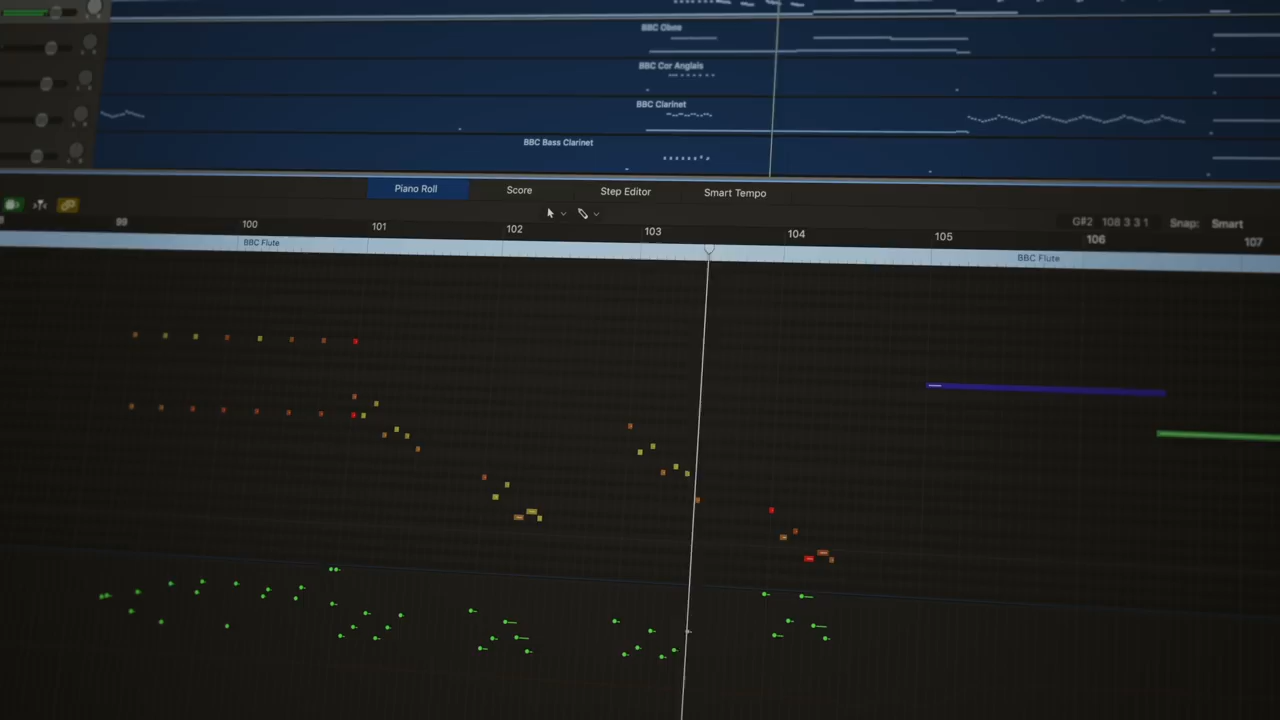 BBC Oboe
BBC Cor Anglais
BBC Clarinet
BBC Bass Clarinet
Piano Roll Score Step Editor Smart Tempo
G#2 108 3 3 1 Snap: Smart
99 100 101 102 103 104 105 106 107
BBC Flute BBC Flute